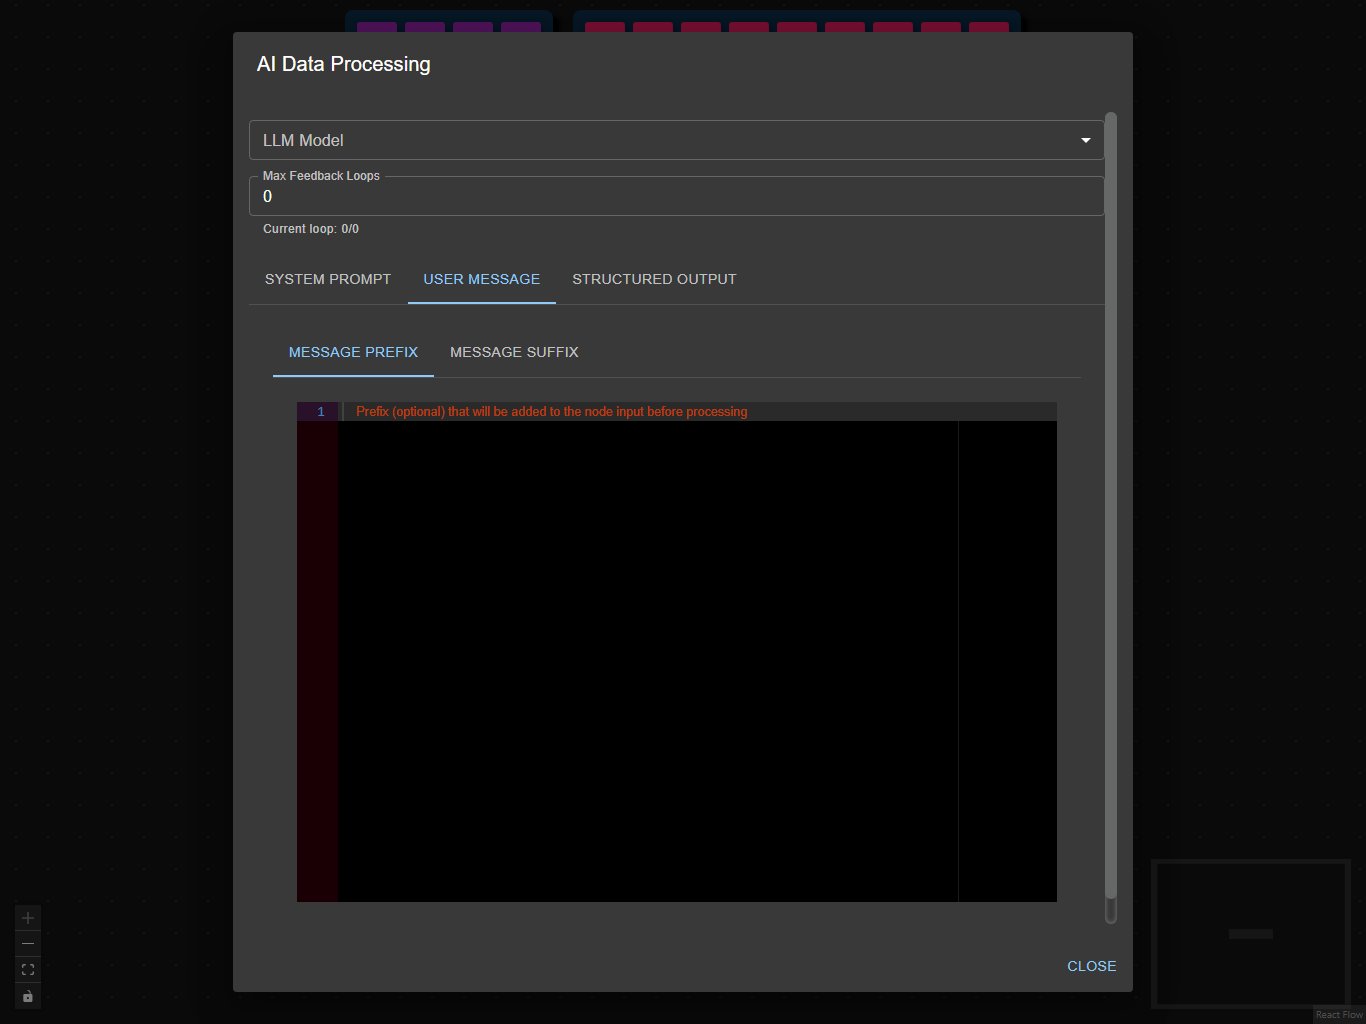 AI Data Processing
LLM Model
Max Feedback Loops
0
Current loop: 0/0
SYSTEM PROMPT USER MESSAGE STRUCTURED OUTPUT
MESSAGE PREFIX MESSAGE SUFFIX
1 Prefix (optional) that will be added to the node input before processing
CLOSE
React Flow